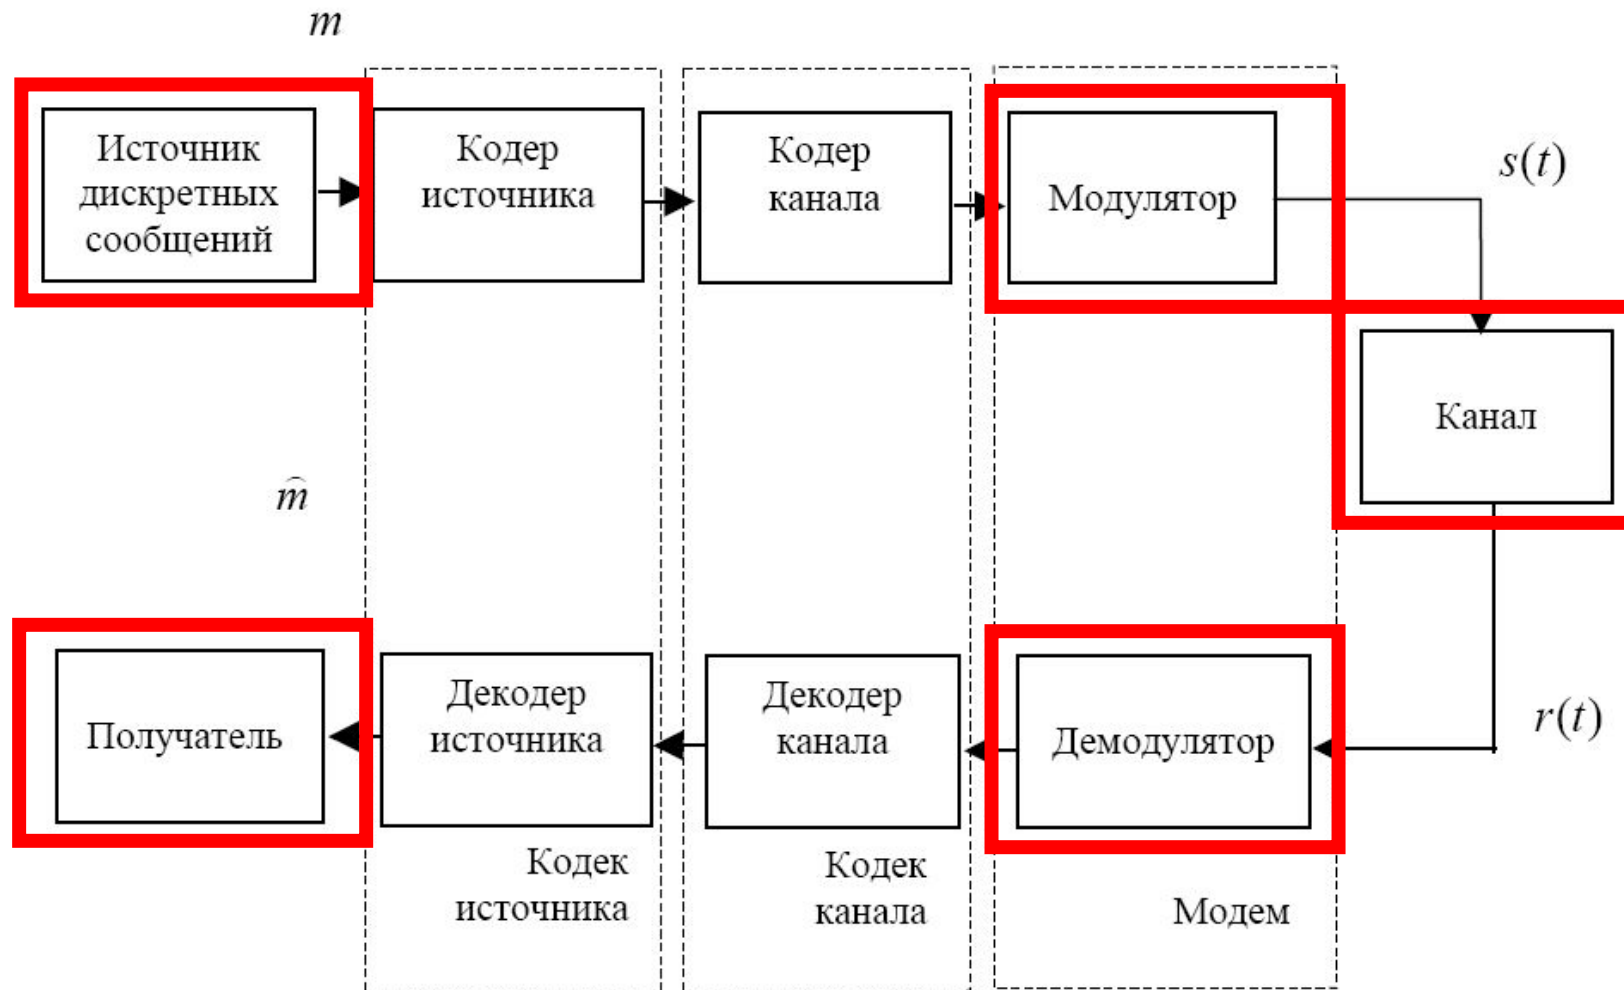 m
Источник
дискретных
сообщений
Кодер
источника
Кодер
канала
Модулятор
s(t)
Канал
m̂
Получатель
Декодер
источника
Декодер
канала
Демодулятор
r(t)
Кодек
источника
Кодек
канала
Модем